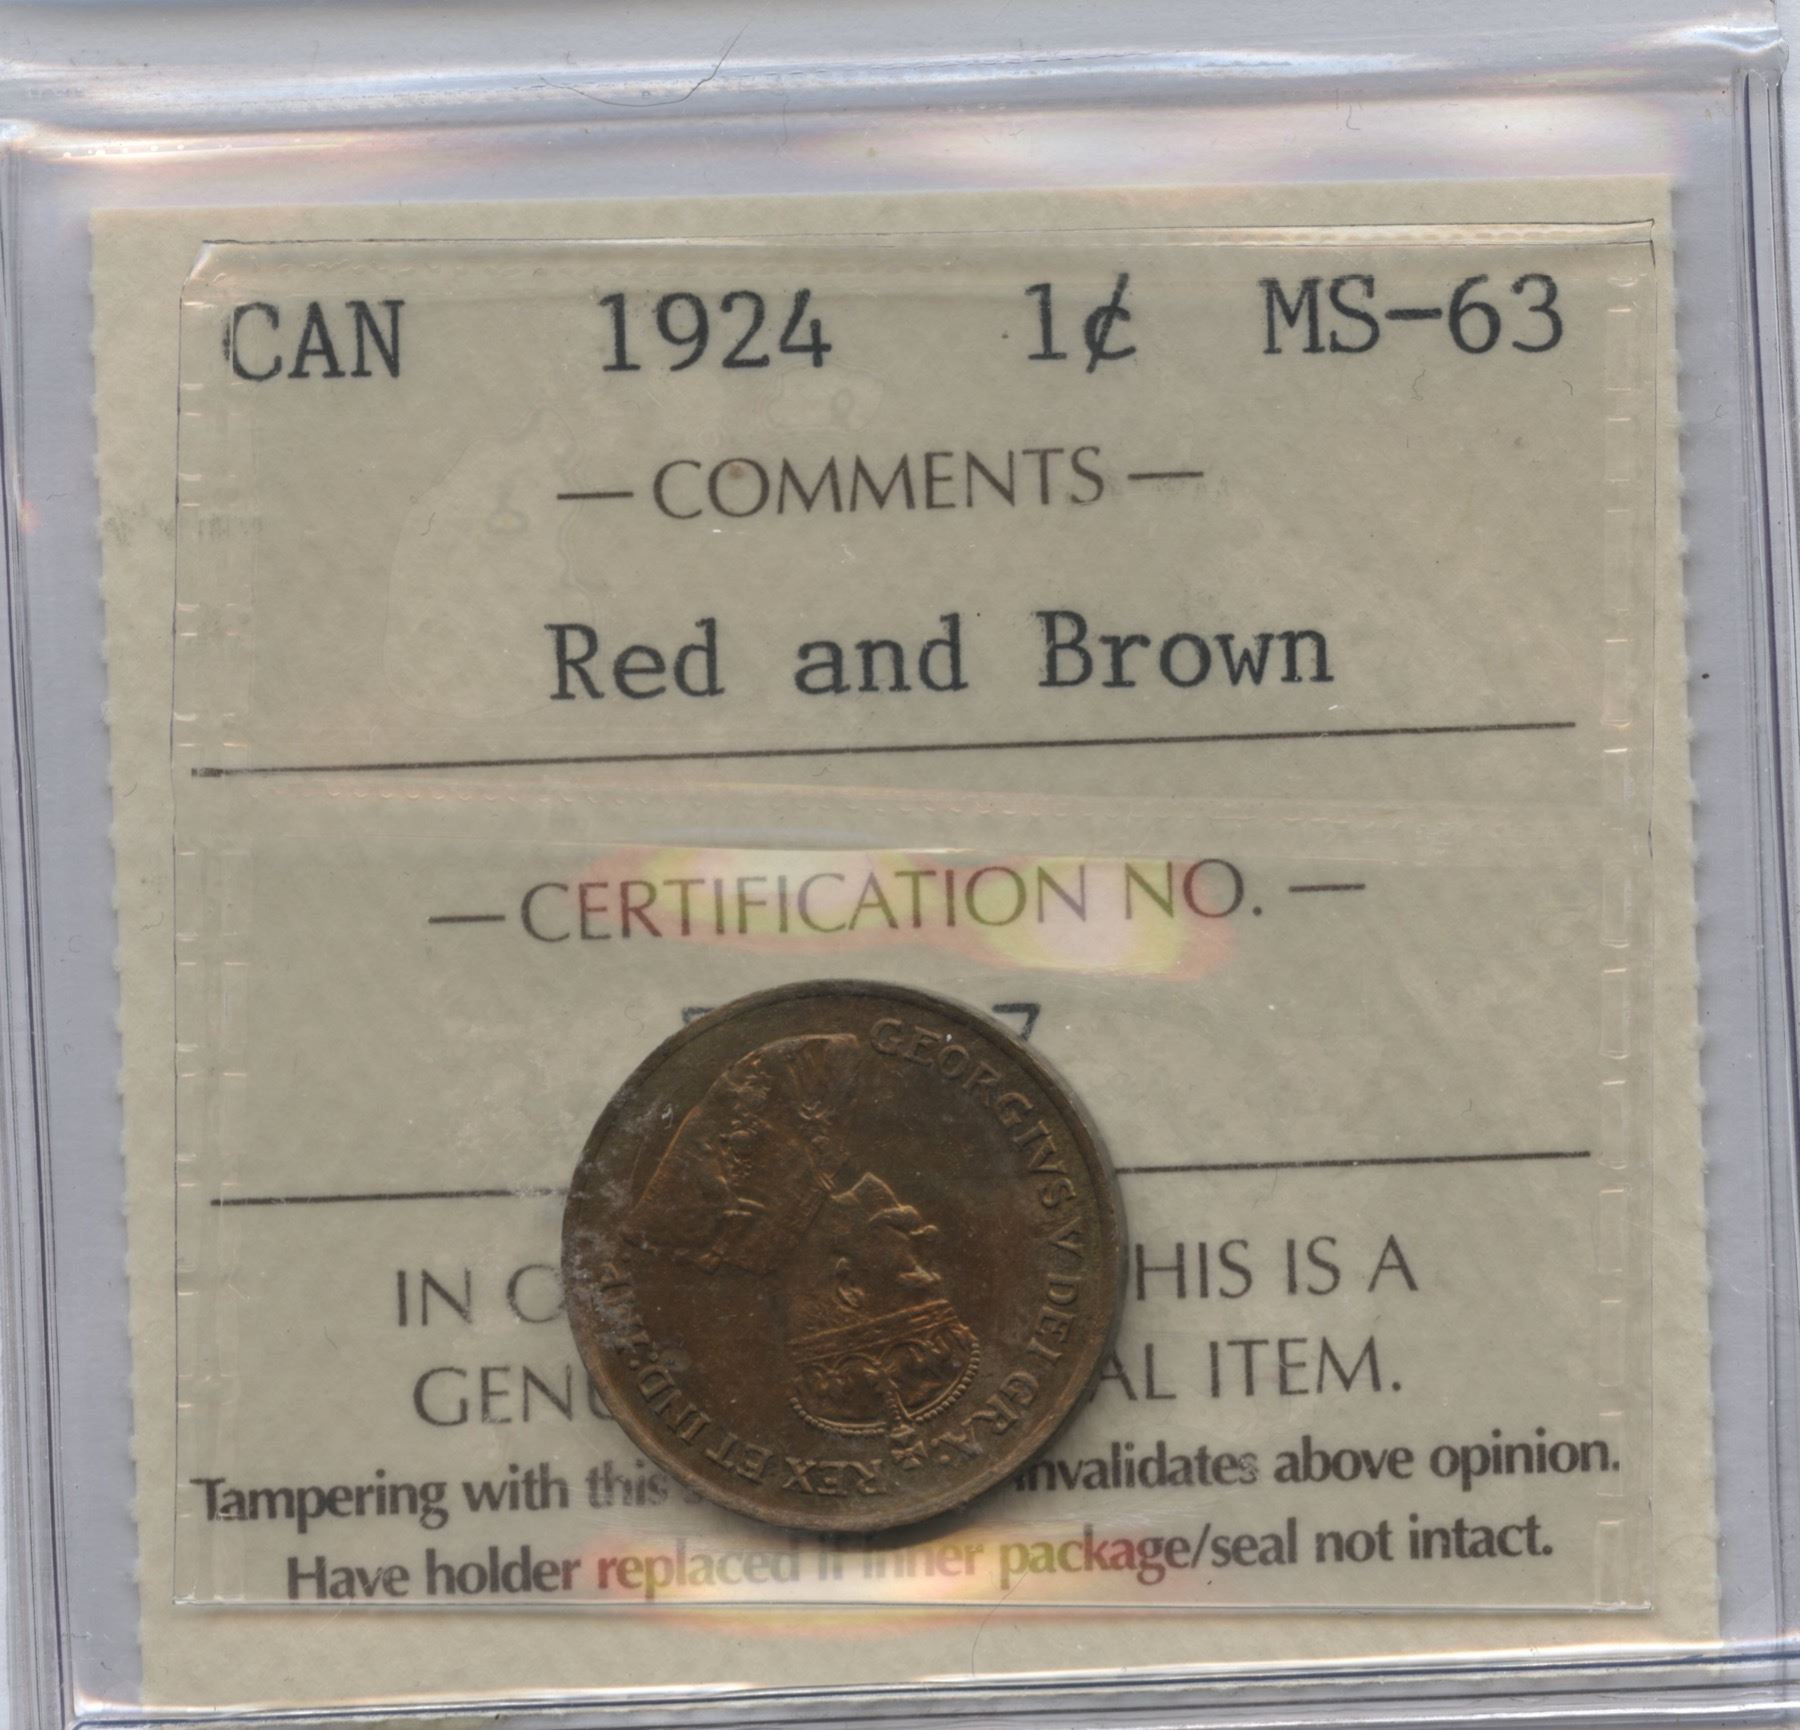 CAN 1924 1¢ MS-63
— COMMENTS —
Red and Brown
— CERTIFICATION NO. —
7
IN HIS IS A
GEN AL ITEM.
Tampering with this invalidates above opinion.
Have holder replaced if inner package/seal not intact.
GEORGIVS V DEI GRA: REX ET IND: IMP: